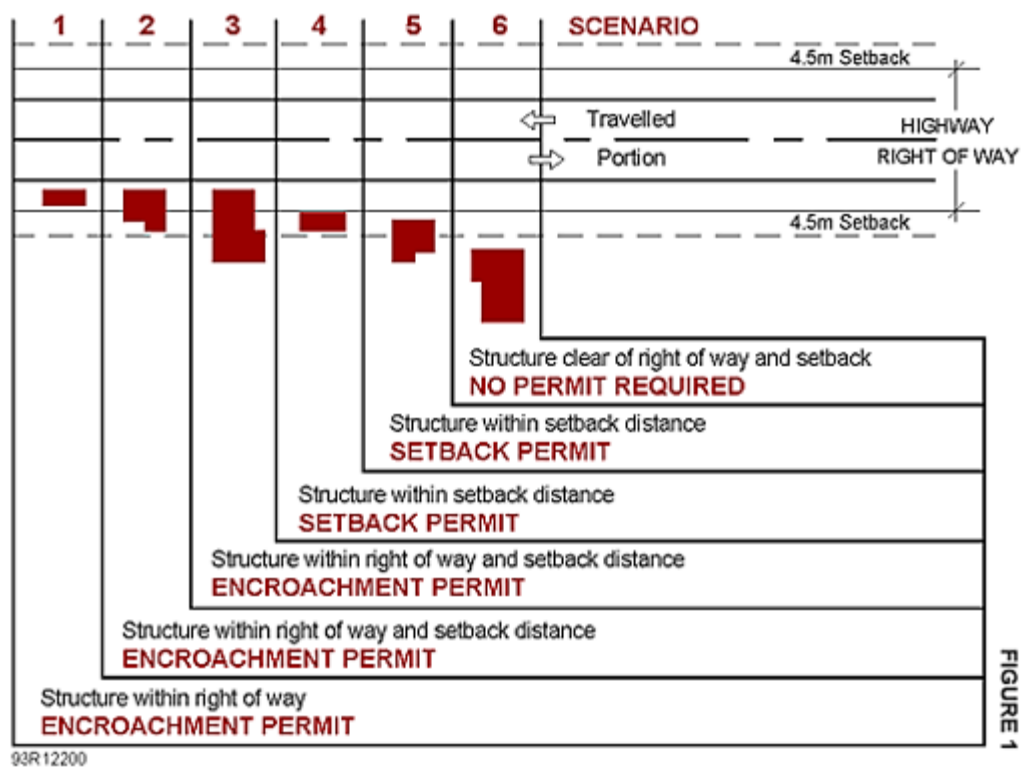 1 2 3 4 5 6 SCENARIO
4.5m Setback
Travelled
HIGHWAY
Portion
RIGHT OF WAY
4.5m Setback
Structure clear of right of way and setback
NO PERMIT REQUIRED
Structure within setback distance
SETBACK PERMIT
Structure within setback distance
SETBACK PERMIT
Structure within right of way and setback distance
ENCROACHMENT PERMIT
Structure within right of way and setback distance
ENCROACHMENT PERMIT
Structure within right of way
ENCROACHMENT PERMIT
FIGURE 1
93R12200